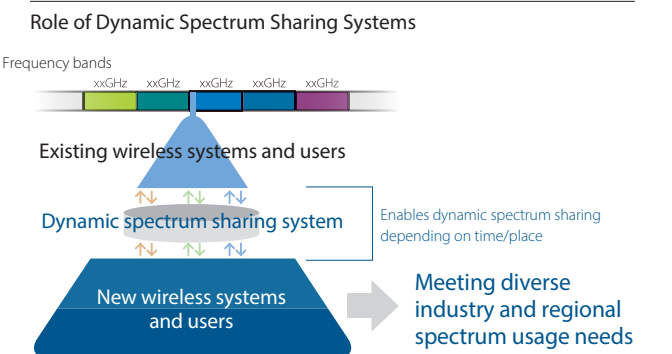 Role of Dynamic Spectrum Sharing Systems
Frequency bands
xxGHz xxGHz xxGHz xxGHz xxGHz
Existing wireless systems and users
Dynamic spectrum sharing system
Enables dynamic spectrum sharing
depending on time/place
New wireless systems
and users
Meeting diverse
industry and regional
spectrum usage needs